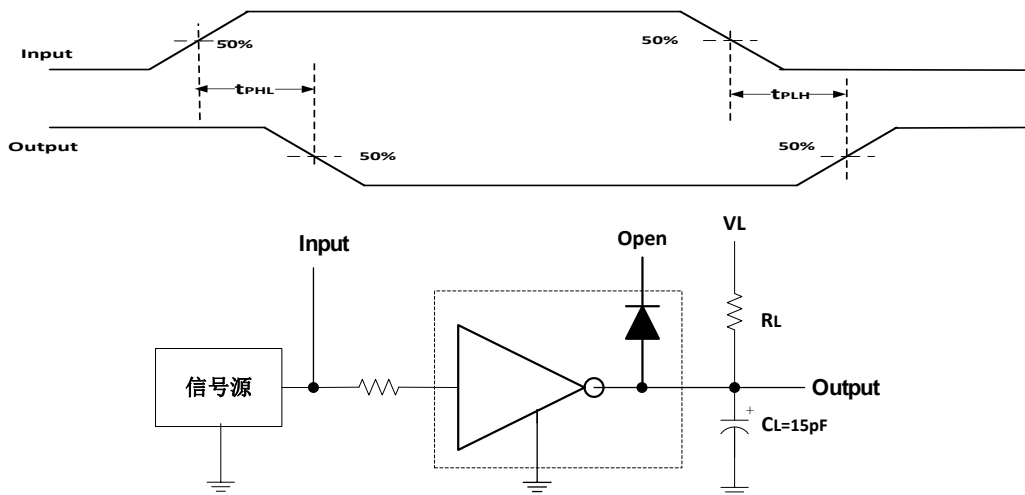 Input
50%
50%
tPHL
tPLH
Output
50%
50%
Input
Open
VL
RL
信号源
Output
CL=15pF
+